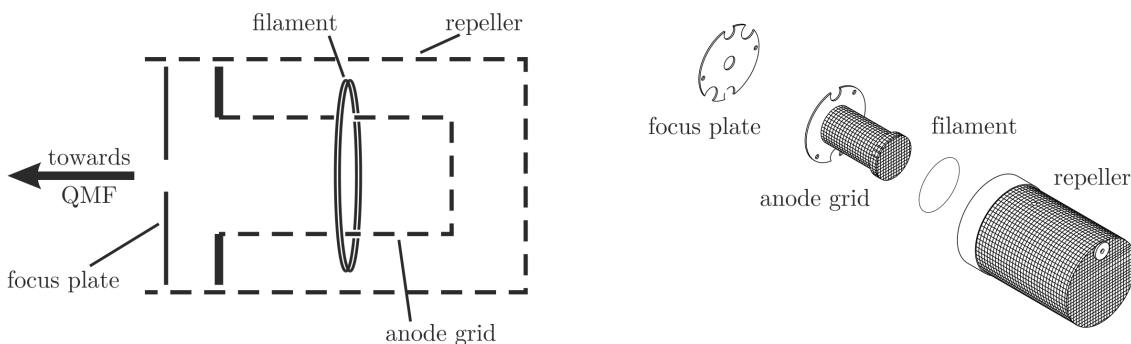 filament
repeller
towards
QMF
focus plate
anode grid
focus plate
filament
anode grid
repeller